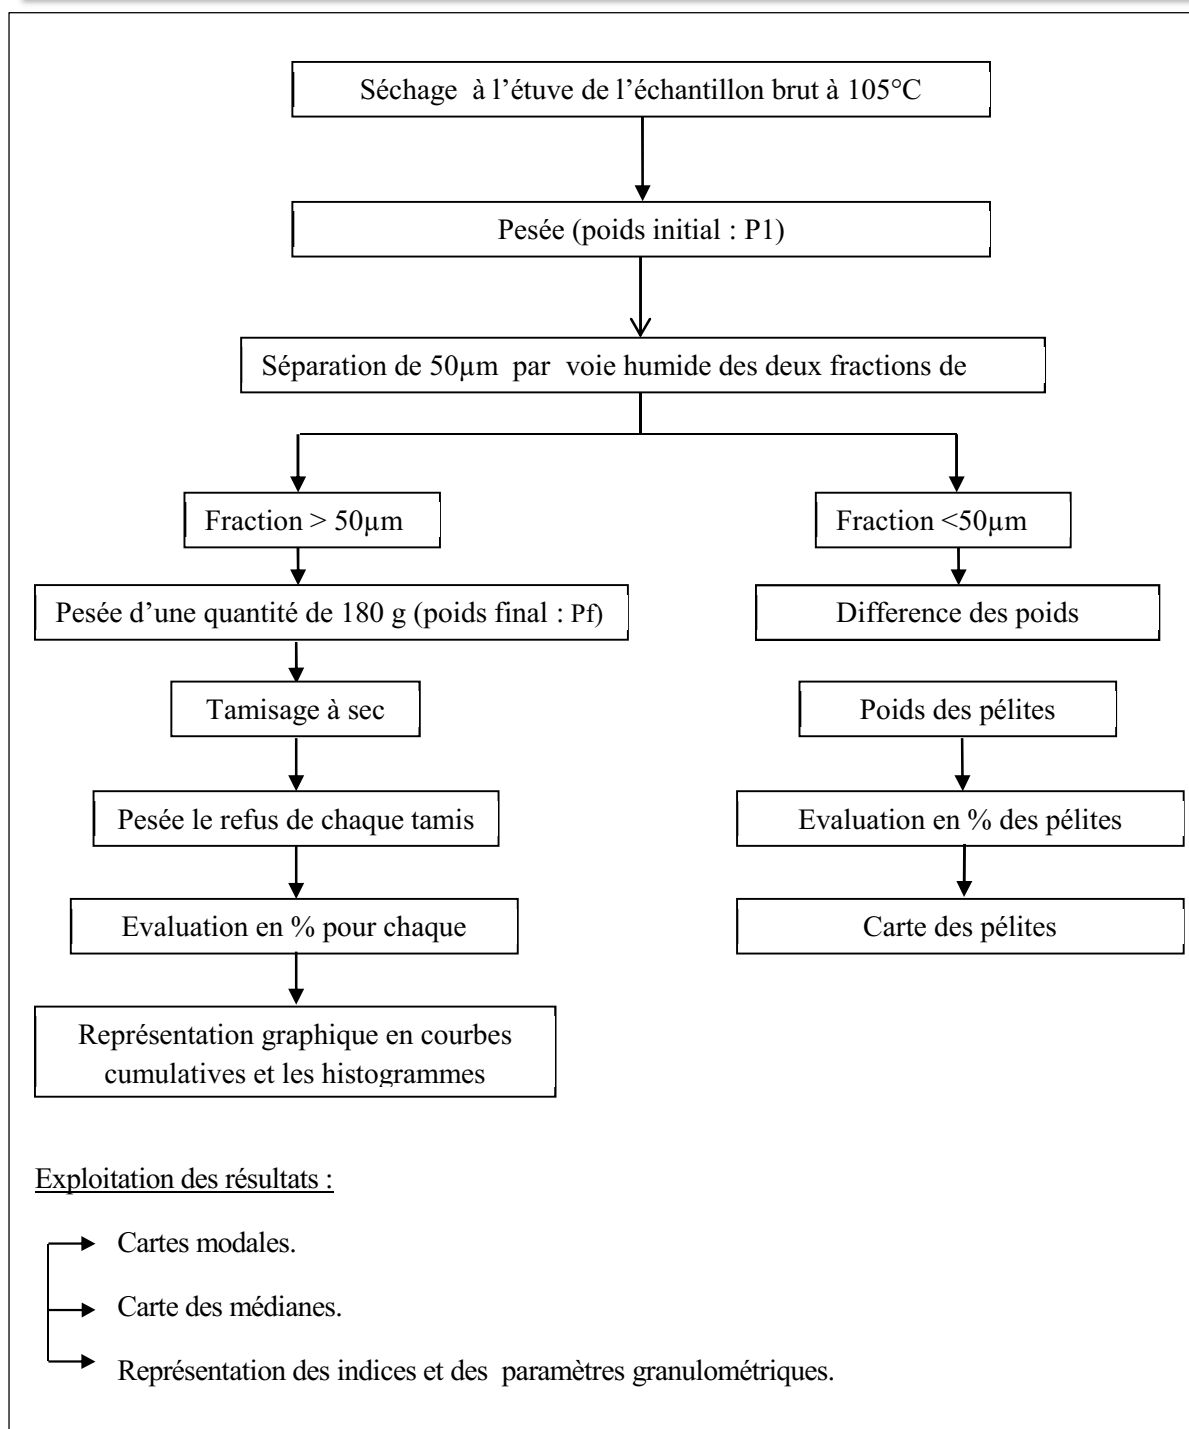 Séchage à l'étuve de l'échantillon brut à 105°C
Pesée (poids initial : P1)
Séparation de 50µm par voie humide des deux fractions de
Fraction > 50µm
Fraction <50µm
Pesée d'une quantité de 180 g (poids final : Pf)
Difference des poids
Tamisage à sec
Poids des pélites
Pesée le refus de chaque tamis
Evaluation en % des pélites
Evaluation en % pour chaque
Carte des pélites
Représentation graphique en courbes
cumulatives et les histogrammes
Exploitation des résultats :
Cartes modales.
Carte des médianes.
Représentation des indices et des paramètres granulométriques.